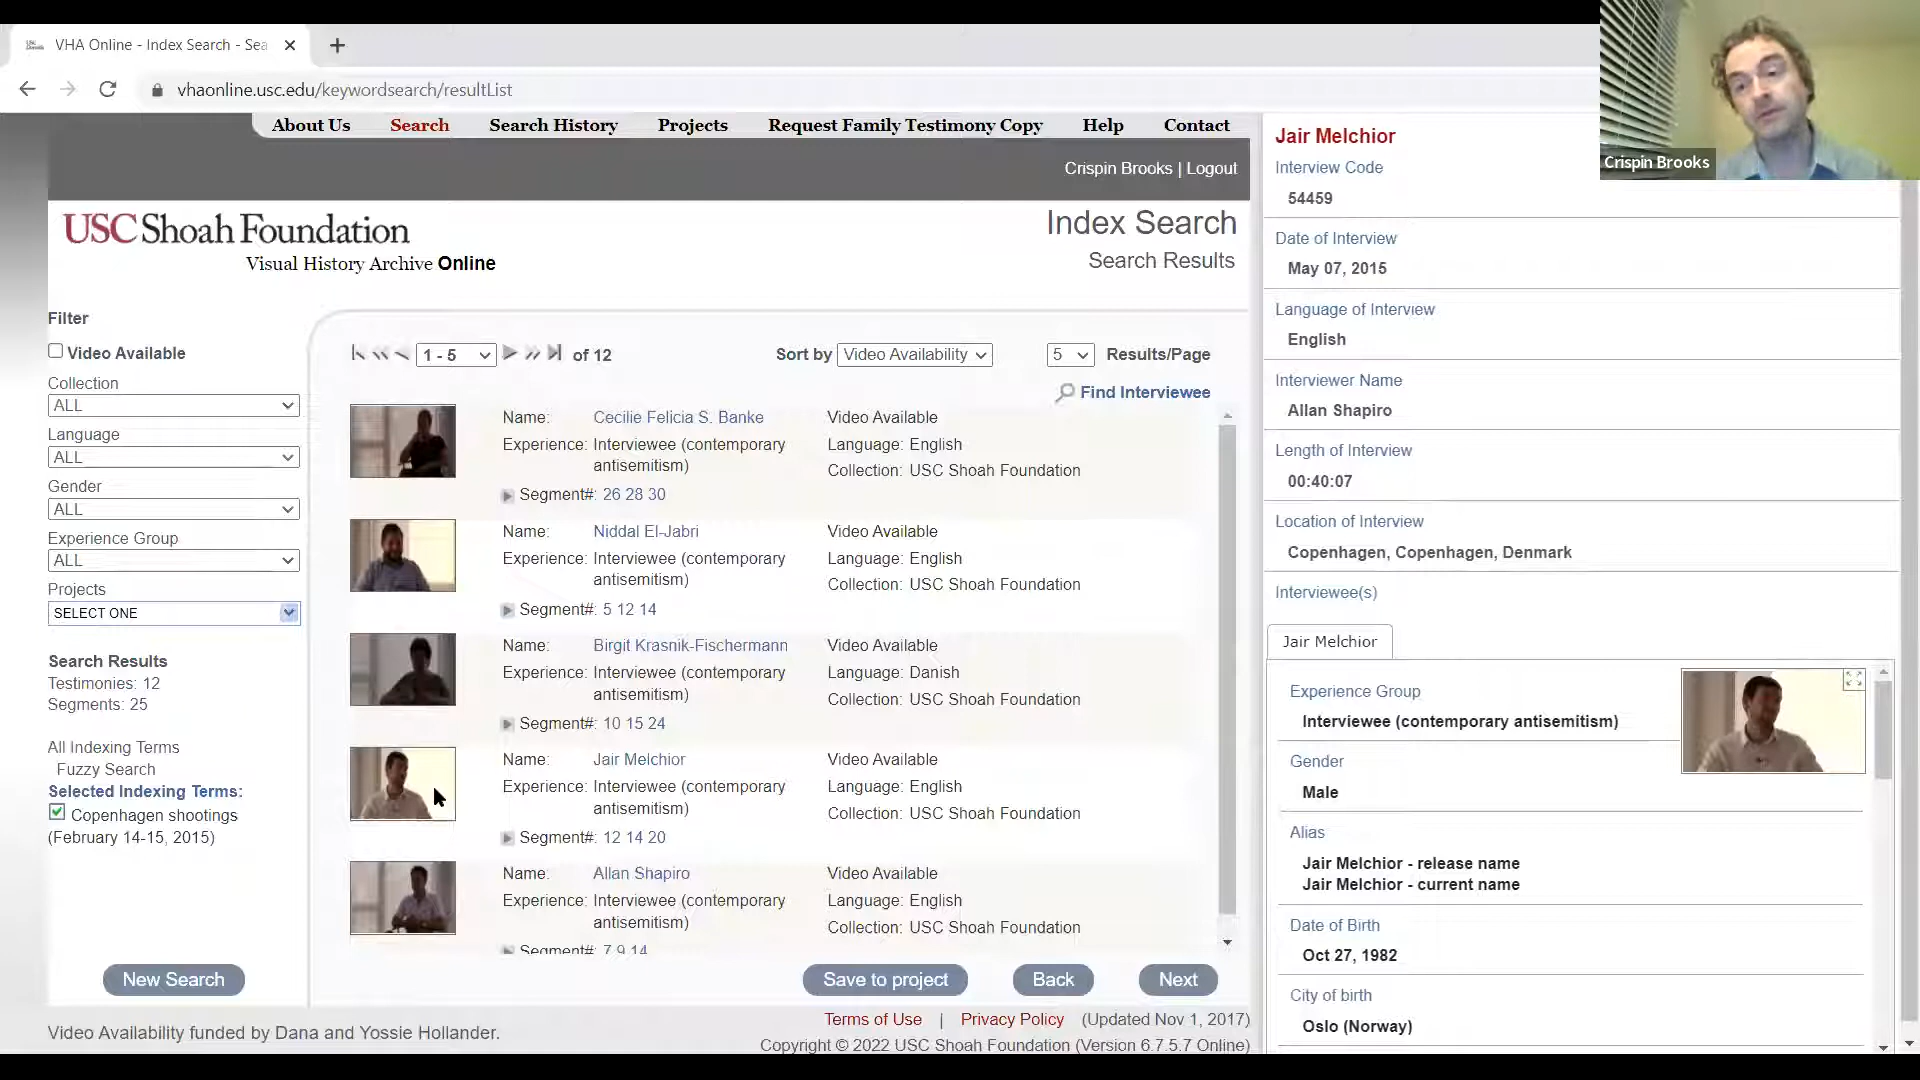 VHA Online - Index Search - Sea
vhaonline.usc.edu/keywordsearch/resultList
About Us Search Search History Projects Request Family Testimony Copy Help Contact
Crispin Brooks | Logout
USC Shoah Foundation
Visual History Archive Online
Index Search
Search Results
Filter
Video Available
Collection
ALL
Language
ALL
Gender
ALL
Experience Group
ALL
Projects
SELECT ONE
Search Results
Testimonies: 12
Segments: 25
All Indexing Terms
Fuzzy Search
Selected Indexing Terms:
Copenhagen shootings
(February 14-15, 2015)
New Search
1 - 5 of 12 Sort by Video Availability 5 Results/Page
Find Interviewee
Name: Cecilie Felicia S. Banke Video Available
Experience: Interviewee (contemporary Language: English
antisemitism) Collection: USC Shoah Foundation
Segment#: 26 28 30
Name: Niddal El-Jabri Video Available
Experience: Interviewee (contemporary Language: English
antisemitism) Collection: USC Shoah Foundation
Segment#: 5 12 14
Name: Birgit Krasnik-Fischermann Video Available
Experience: Interviewee (contemporary Language: Danish
antisemitism) Collection: USC Shoah Foundation
Segment#: 10 15 24
Name: Jair Melchior Video Available
Experience: Interviewee (contemporary Language: English
antisemitism) Collection: USC Shoah Foundation
Segment#: 12 14 20
Name: Allan Shapiro Video Available
Experience: Interviewee (contemporary Language: English
antisemitism) Collection: USC Shoah Foundation
Segment#: 7 9 14
Save to project Back Next
Video Availability funded by Dana and Yossie Hollander.
Terms of Use | Privacy Policy (Updated Nov 1, 2017)
Copyright © 2022 USC Shoah Foundation (Version 6.7.5.7 Online)
Jair Melchior
Interview Code
54459
Date of Interview
May 07, 2015
Language of Interview
English
Interviewer Name
Allan Shapiro
Length of Interview
00:40:07
Location of Interview
Copenhagen, Copenhagen, Denmark
Interviewee(s)
Jair Melchior
Experience Group
Interviewee (contemporary antisemitism)
Gender
Male
Alias
Jair Melchior - release name
Jair Melchior - current name
Date of Birth
Oct 27, 1982
City of birth
Oslo (Norway)
Crispin Brooks